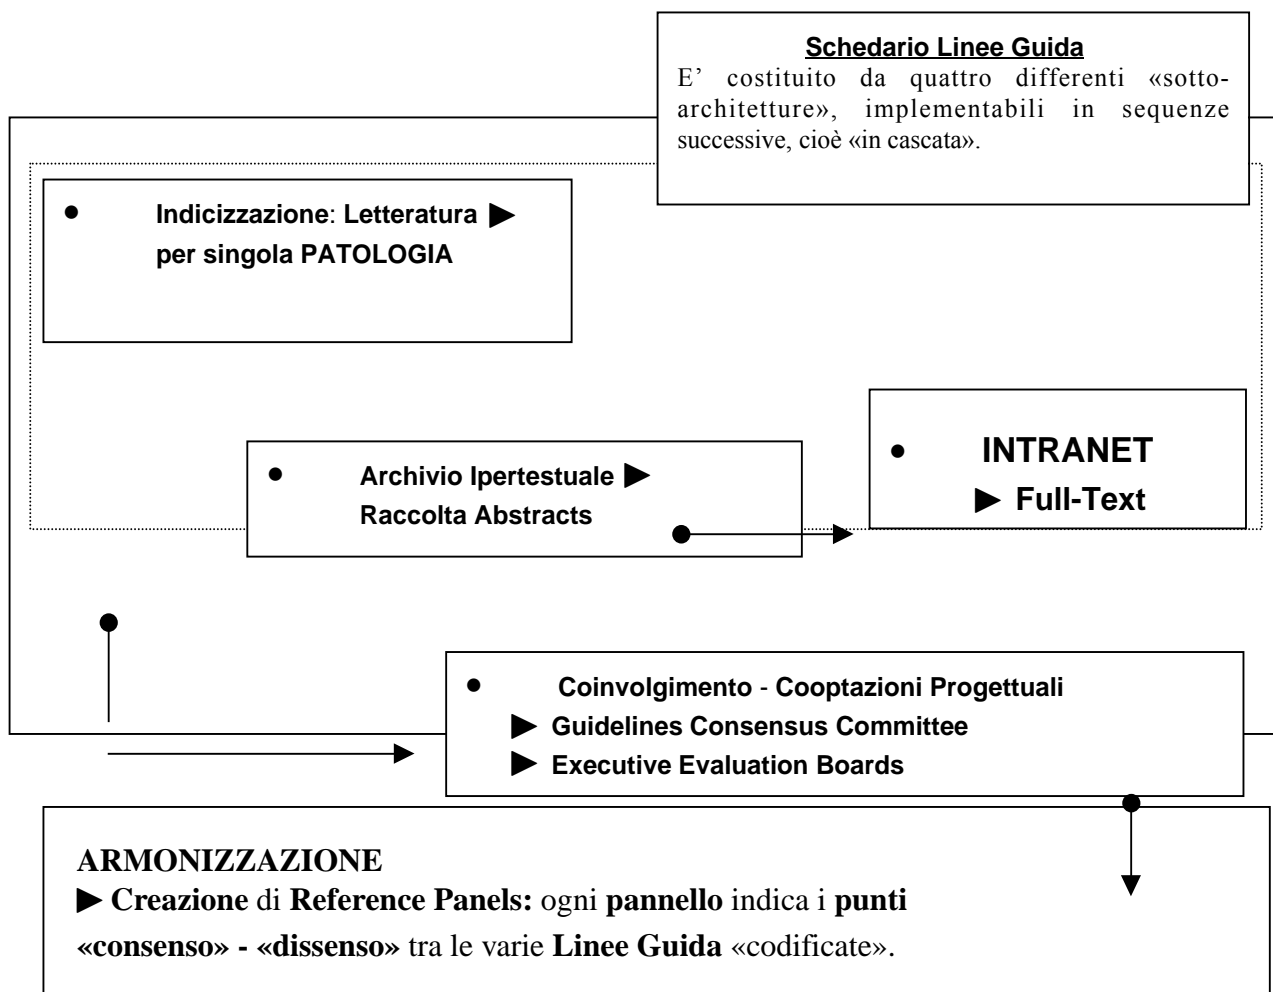 Schedario Linee Guida
E’ costituito da quattro differenti «sotto-
architetture», implementabili in sequenze
successive, cioè «in cascata».
• Indicizzazione: Letteratura ►
per singola PATOLOGIA
• INTRANET
► Full-Text
• Archivio Ipertestuale ►
Raccolta Abstracts
• Coinvolgimento - Cooptazioni Progettuali
► Guidelines Consensus Committee
► Executive Evaluation Boards
ARMONIZZAZIONE
► Creazione di Reference Panels: ogni pannello indica i punti
«consenso» - «dissenso» tra le varie Linee Guida «codificate».